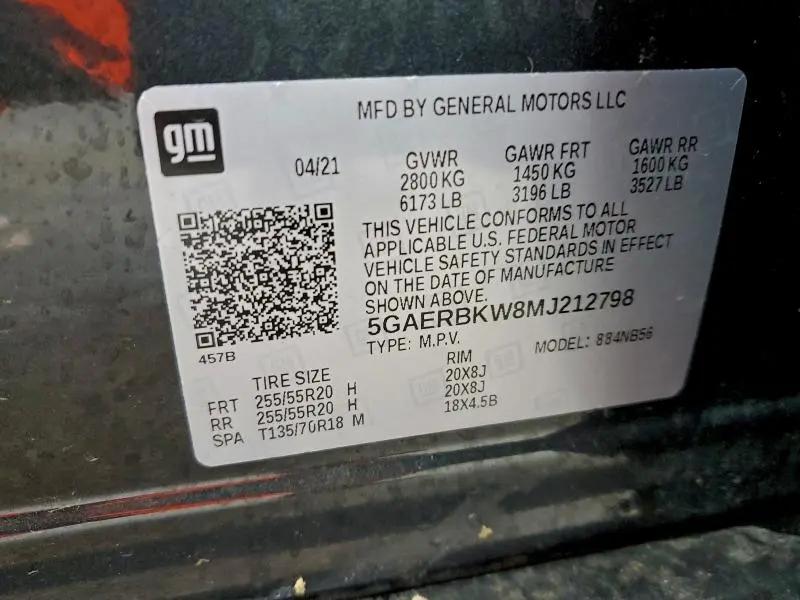 MFD BY GENERAL MOTORS LLC
gm
04/21
GVWR GAWR FRT GAWR RR
2800 KG 1450 KG 1600 KG
6173 LB 3196 LB 3527 LB
THIS VEHICLE CONFORMS TO ALL
APPLICABLE U.S. FEDERAL MOTOR
VEHICLE SAFETY STANDARDS IN EFFECT
ON THE DATE OF MANUFACTURE
SHOWN ABOVE.
5GAERBKW8MJ212798
TYPE: M.P.V. MODEL: 884NB56
457B
TIRE SIZE RIM
FRT 255/55R20 H 20X8J
RR 255/55R20 H 20X8J
SPA T135/70R18 M 18X4.5B